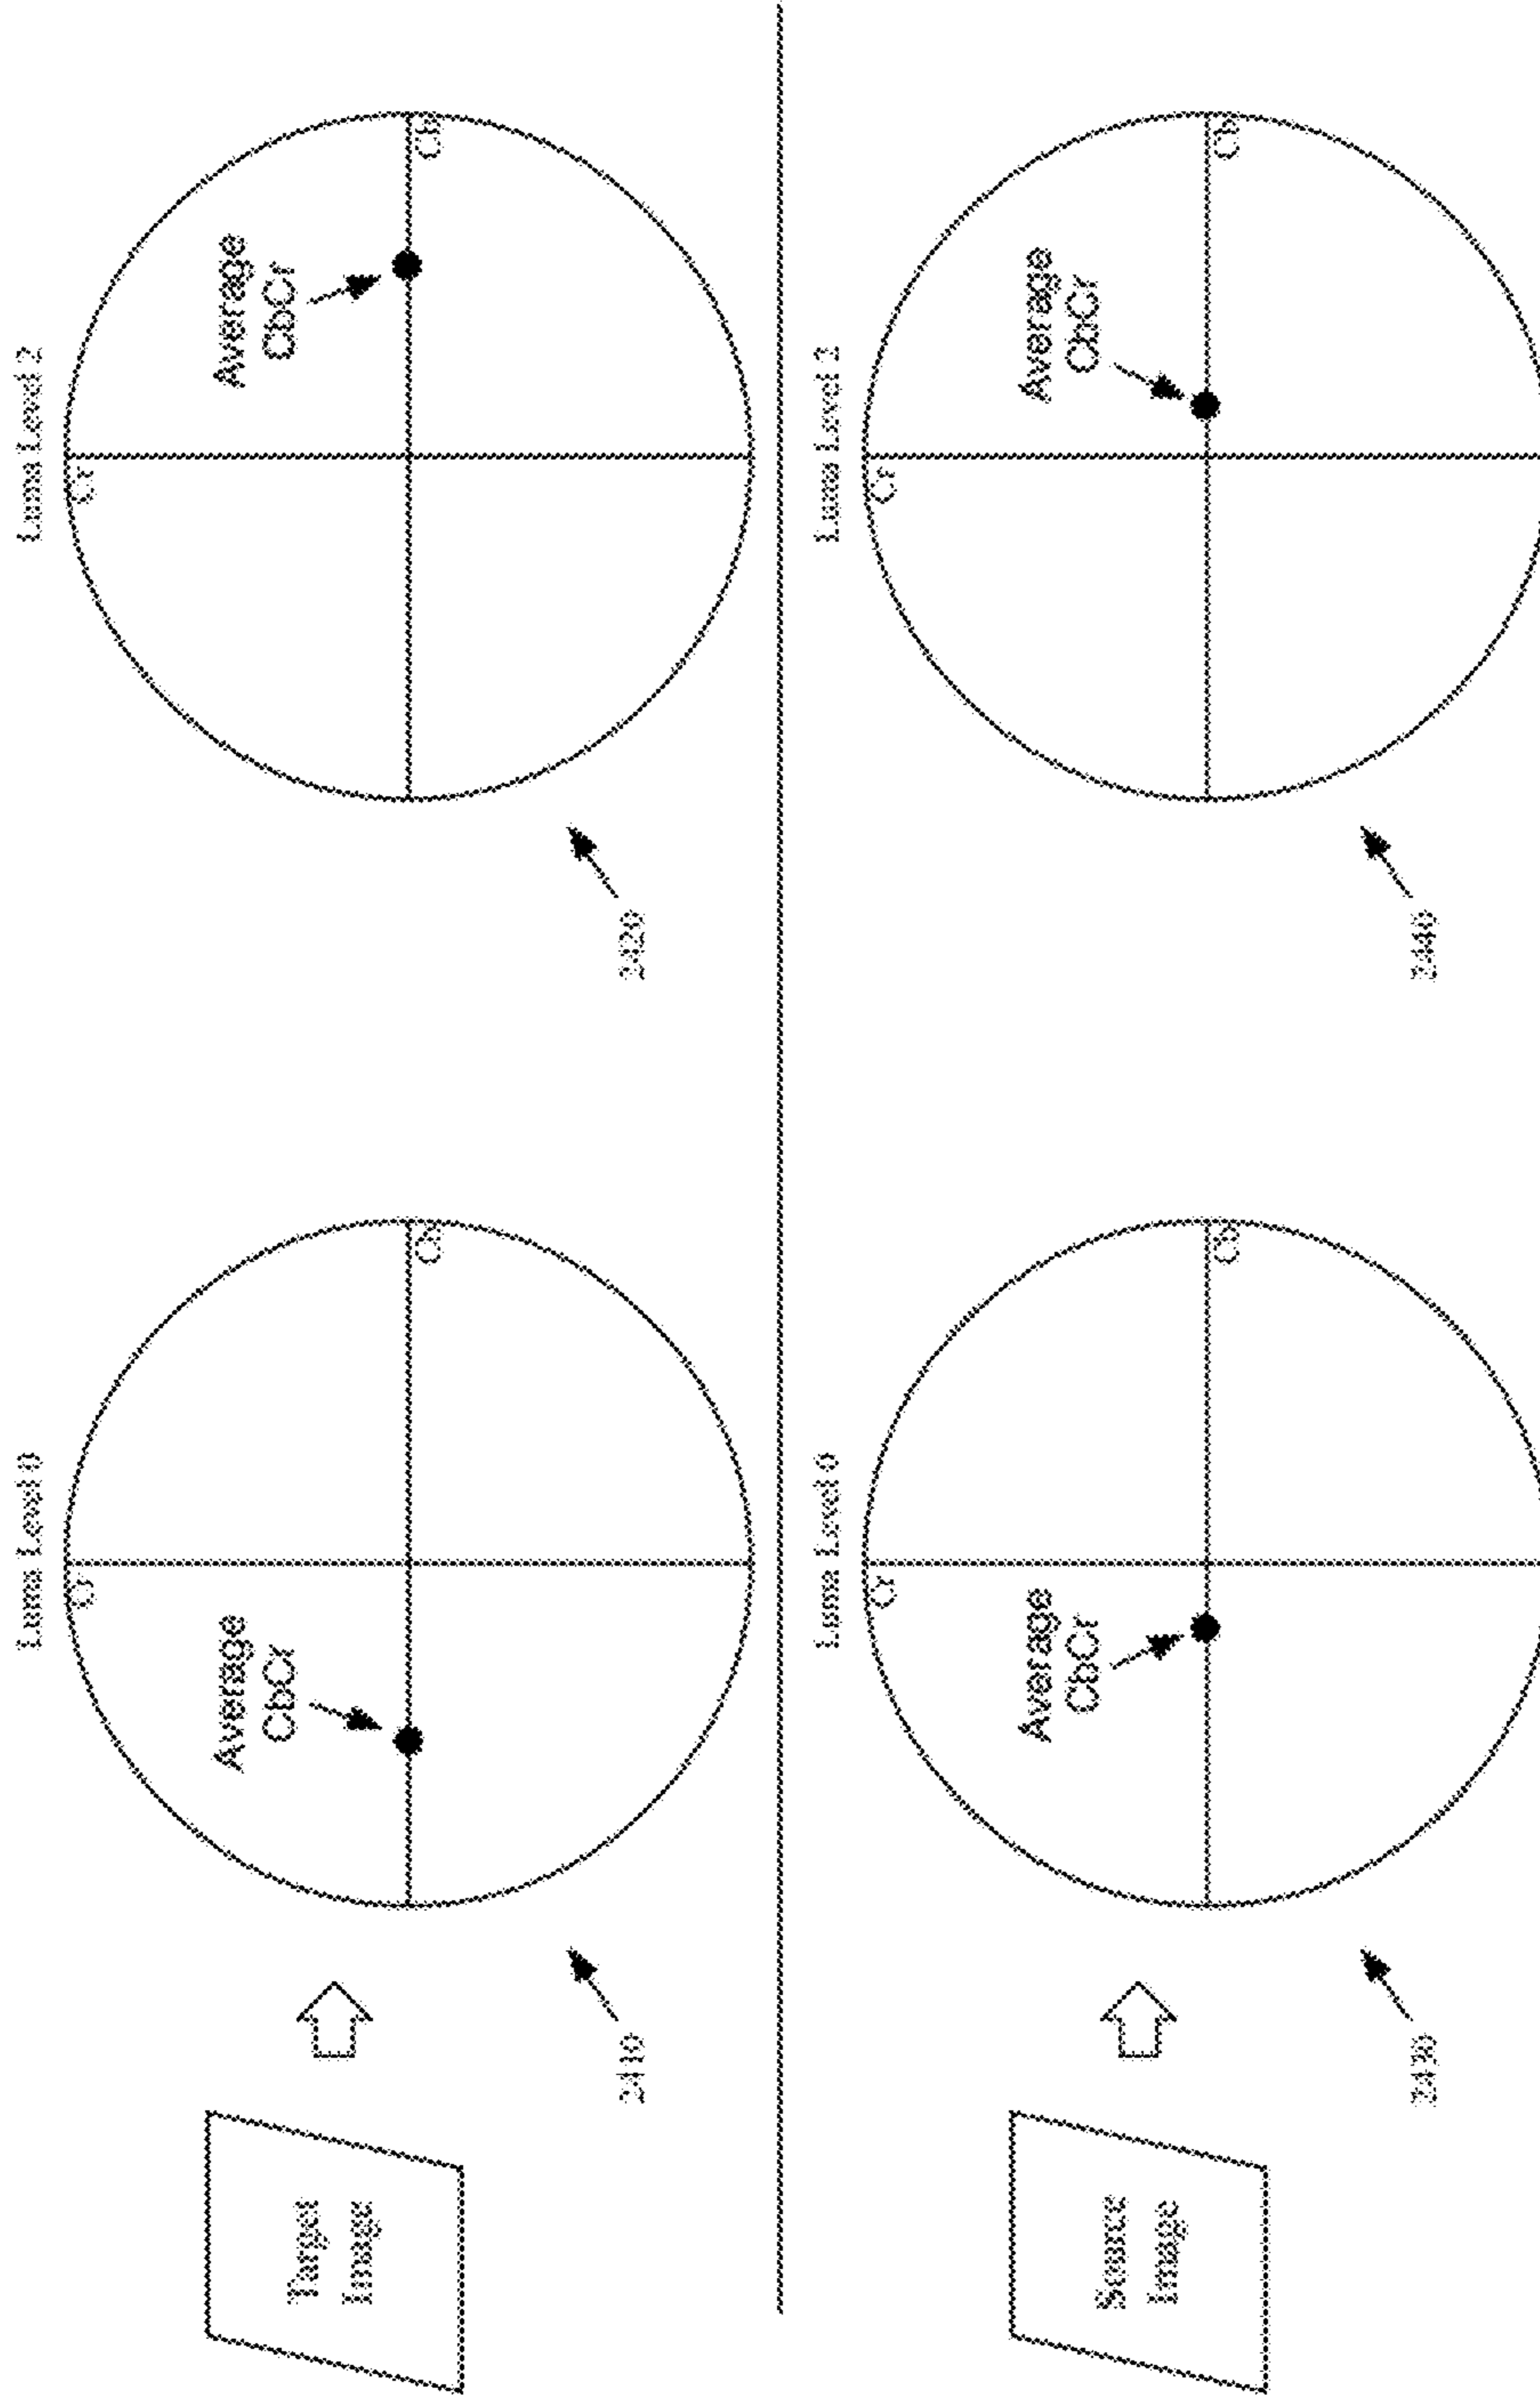 Target
Image
2410
Luma Level 0
Cr
Average
CbCr
Cb
2420
Luma Level 2
Cr
Average
CbCr
Cb
Source
Image
2430
Luma Level 0
Cr
Average
CbCr
Cb
2440
Luma Level 2
Cr
Average
CbCr
Cb